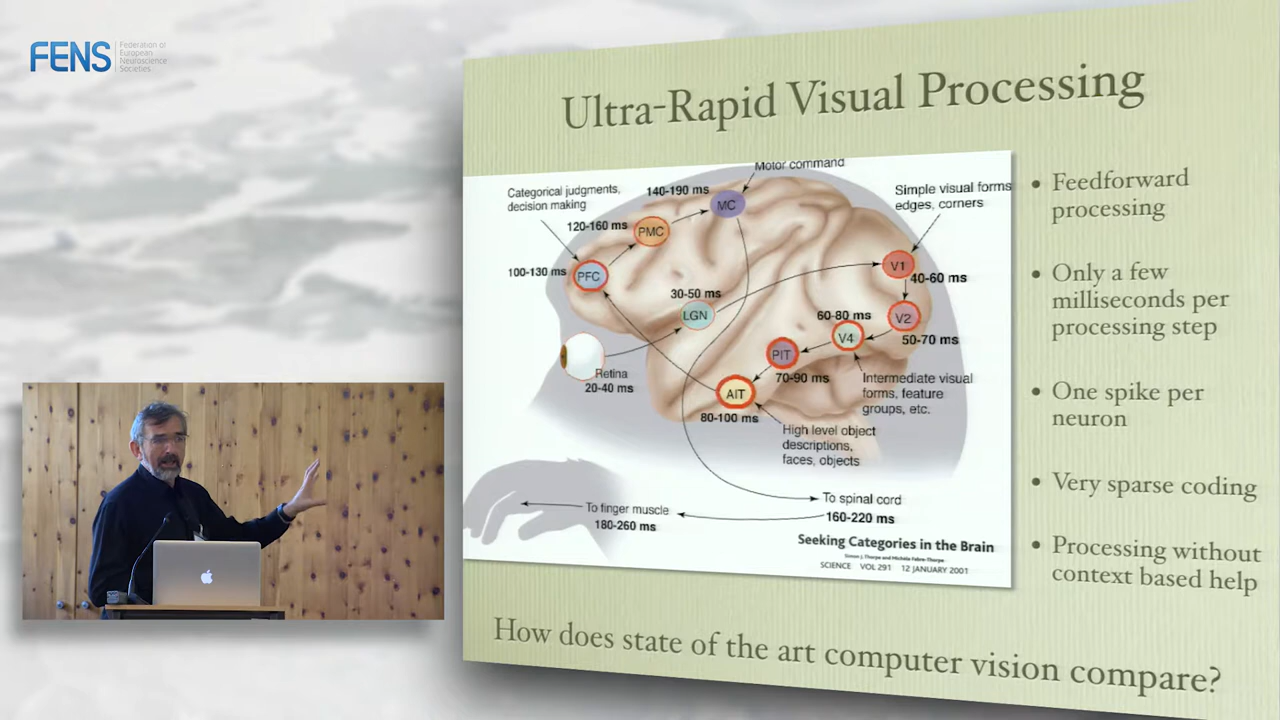 FENS
Federation of
European
Neuroscience
Societies
Ultra-Rapid Visual Processing
Motor command
Categorical judgments,
decision making
140-190 ms
MC
Simple visual forms
edges, corners
120-160 ms
PMC
100-130 ms
PFC
30-50 ms
LGN
V1
40-60 ms
60-80 ms
V2
V4
50-70 ms
PIT
Retina
20-40 ms
70-90 ms
AIT
80-100 ms
Intermediate visual
forms, feature
groups, etc.
High level object
descriptions,
faces, objects
To spinal cord
160-220 ms
To finger muscle
180-260 ms
Seeking Categories in the Brain
Simon J. Thorpe and Michèle Fabre-Thorpe
SCIENCE VOL 291 12 JANUARY 2001
• Feedforward
processing
• Only a few
milliseconds per
processing step
• One spike per
neuron
• Very sparse coding
• Processing without
context based help
How does state of the art computer vision compare?